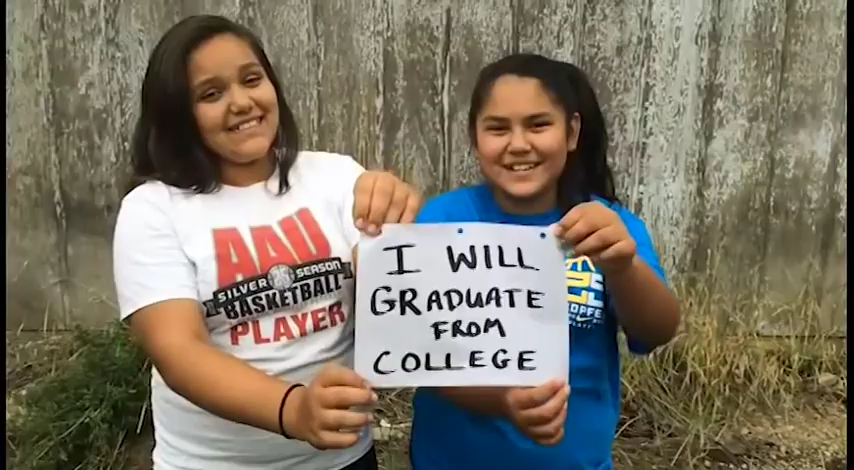 I WILL
GRADUATE
FROM
COLLEGE
AAU
SILVER SEASON
BASKETBALL
PLAYER